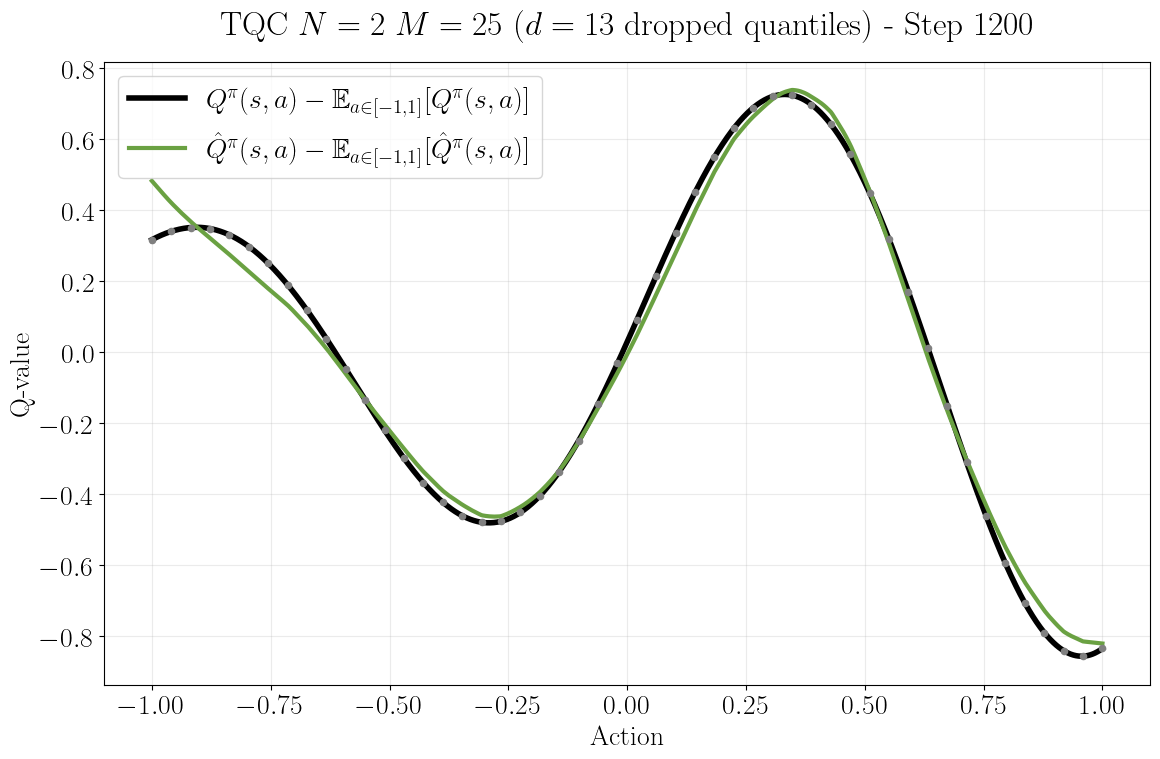 TQC N = 2 M = 25 (d = 13 dropped quantiles) - Step 1200
Q^π(s, a) − 𝔼_{a∈[−1,1]}[Q^π(s, a)]
Q̂^π(s, a) − 𝔼_{a∈[−1,1]}[Q̂^π(s, a)]
0.8
0.6
0.4
0.2
0.0
−0.2
−0.4
−0.6
−0.8
Q-value
−1.00 −0.75 −0.50 −0.25 0.00 0.25 0.50 0.75 1.00
Action